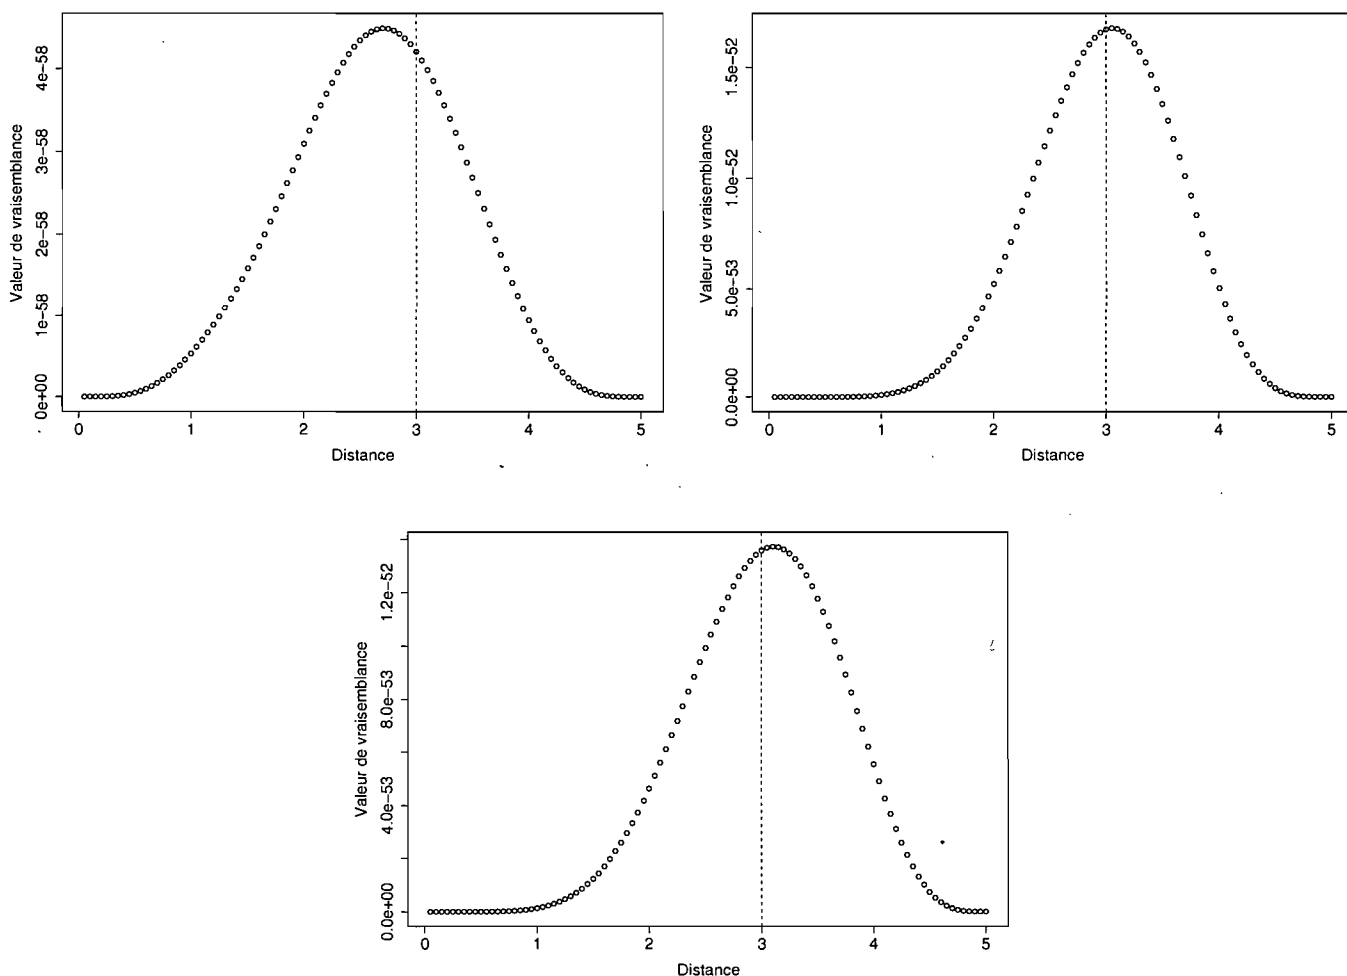 Valeur de vraisemblance
0e+00 1e−58 2e−58 3e−58 4e−58
0 1 2 3 4 5
Distance
Valeur de vraisemblance
0.0e+00 5.0e−53 1.0e−52 1.5e−52
0 1 2 3 4 5
Distance
Valeur de vraisemblance
0.0e+00 4.0e−53 8.0e−53 1.2e−52
0 1 2 3 4 5
Distance